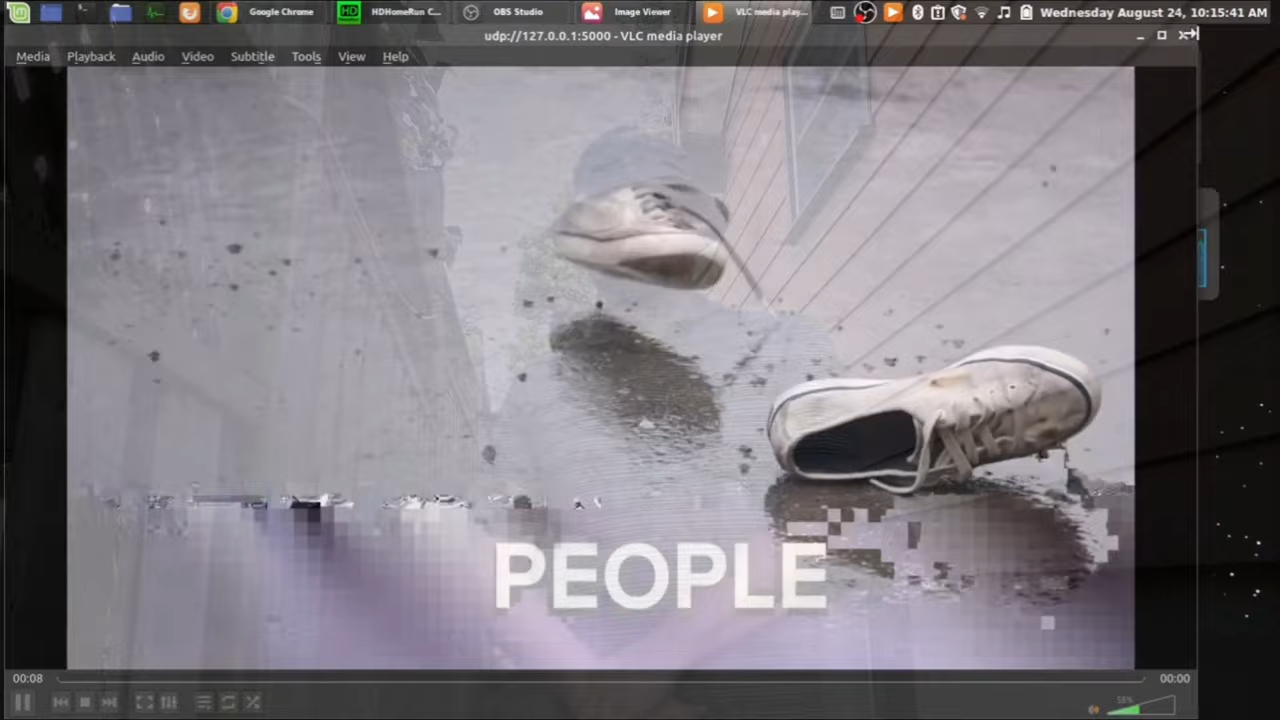 Google Chrome
HD
HDHomeRun C...
OBS Studio
Image Viewer
VLC media play...
Wednesday August 24, 10:15:41 AM
udp://127.0.0.1:5000 - VLC media player
Media Playback Audio Video Subtitle Tools View Help
PEOPLE
00:08
00:00
58%